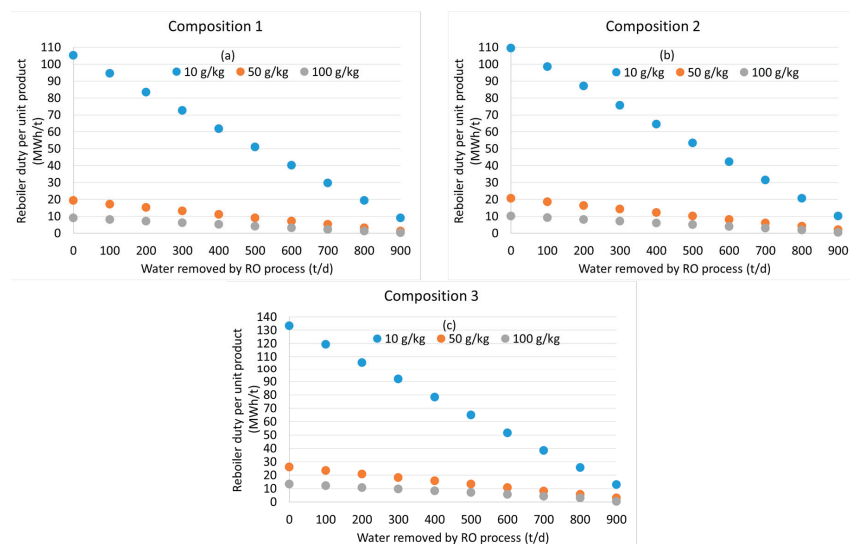 Composition 1
(a)
10 g/kg 50 g/kg 100 g/kg
Reboiler duty per unit product
(MWh/t)
110
100
90
80
70
60
50
40
30
20
10
0
0 100 200 300 400 500 600 700 800 900
Water removed by RO process (t/d)
Composition 2
(b)
10 g/kg 50 g/kg 100 g/kg
Reboiler duty per unit product
(MWh/t)
110
100
90
80
70
60
50
40
30
20
10
0
0 100 200 300 400 500 600 700 800 900
Water removed by RO process (t/d)
Composition 3
(c)
10 g/kg 50 g/kg 100 g/kg
Reboiler duty per unit product
(MWh/t)
140
130
120
110
100
90
80
70
60
50
40
30
20
10
0
0 100 200 300 400 500 600 700 800 900
Water removed by RO process (t/d)